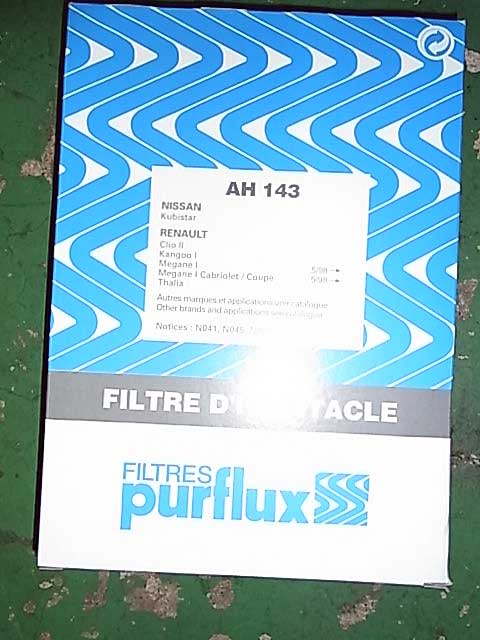 AH 143
NISSAN
Kubistar
RENAULT
Clio II
Kangoo I
Megane I 5/98 →
Megane I Cabriolet / Coupe 5/98 →
Thalia
Autres marques et applications voir catalogue
Other brands and applications see catalogue
Notices : N041, N045,
FILTRE
FILTRES
purflux